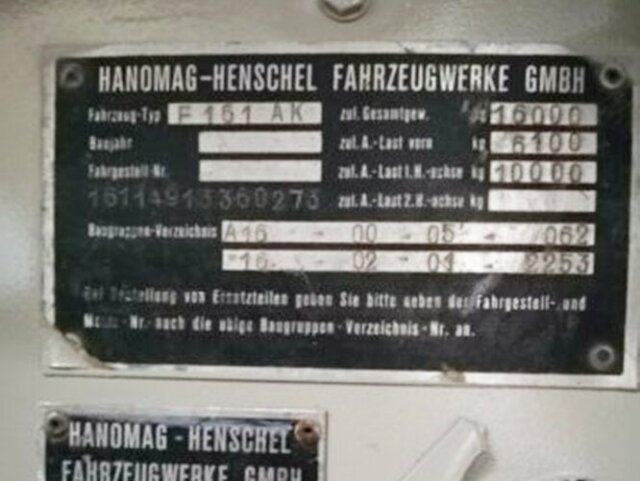 HANOMAG-HENSCHEL FAHRZEUGWERKE GMBH
Fahrzeug-Typ F 161 AK zul. Gesamtgew. kg 16000
Baujahr zul. A.-Last vorn kg 6100
Fahrgestell-Nr. zul. A.-Last 1.H.-achse kg 10000
16114913360273 zul. A.-Last 2.H.-achse kg
Baugruppen-Verzeichnis A16 - 00 - 05 - 062
16 - 02 - 01 - 2253
Bei Bestellung von Ersatzteilen geben Sie bitte neben der Fahrgestell- und
Motor-Nr. auch die obige Baugruppen-Verzeichnis-Nr. an.
HANOMAG-HENSCHEL
FAHRZEUGWERKE GMBH